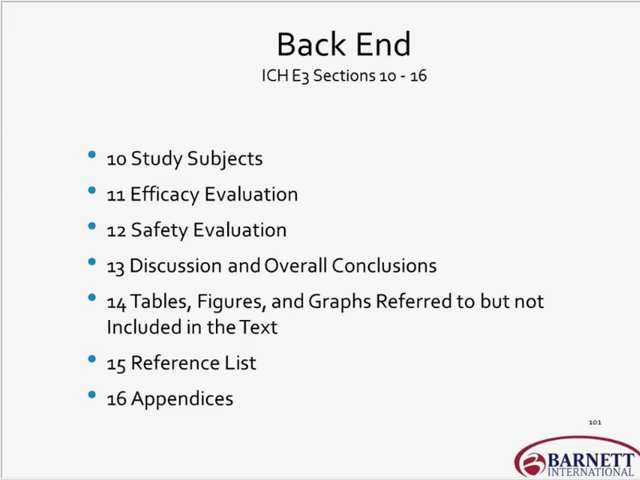 Back End
ICH E3 Sections 10 - 16
• 10 Study Subjects
• 11 Efficacy Evaluation
• 12 Safety Evaluation
• 13 Discussion and Overall Conclusions
• 14 Tables, Figures, and Graphs Referred to but not
Included in the Text
• 15 Reference List
• 16 Appendices
101
BARNETT
INTERNATIONAL